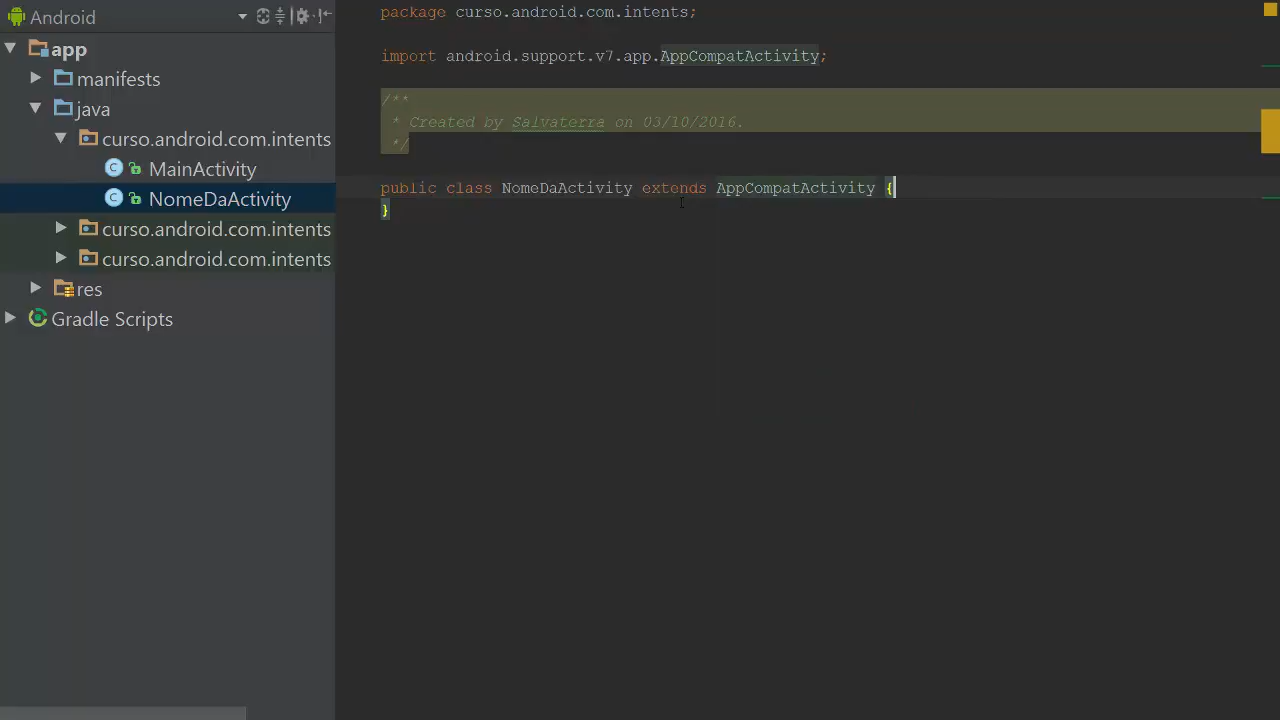 Android
app
manifests
java
curso.android.com.intents
MainActivity
NomeDaActivity
curso.android.com.intents
curso.android.com.intents
res
Gradle Scripts
package curso.android.com.intents;
import android.support.v7.app.AppCompatActivity;
/**
* Created by Salvaterra on 03/10/2016.
*/
public class NomeDaActivity extends AppCompatActivity {
}